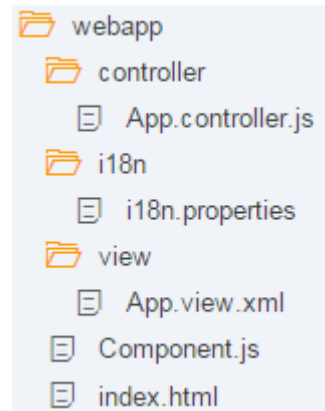 webapp
controller
App.controller.js
i18n
i18n.properties
view
App.view.xml
Component.js
index.html